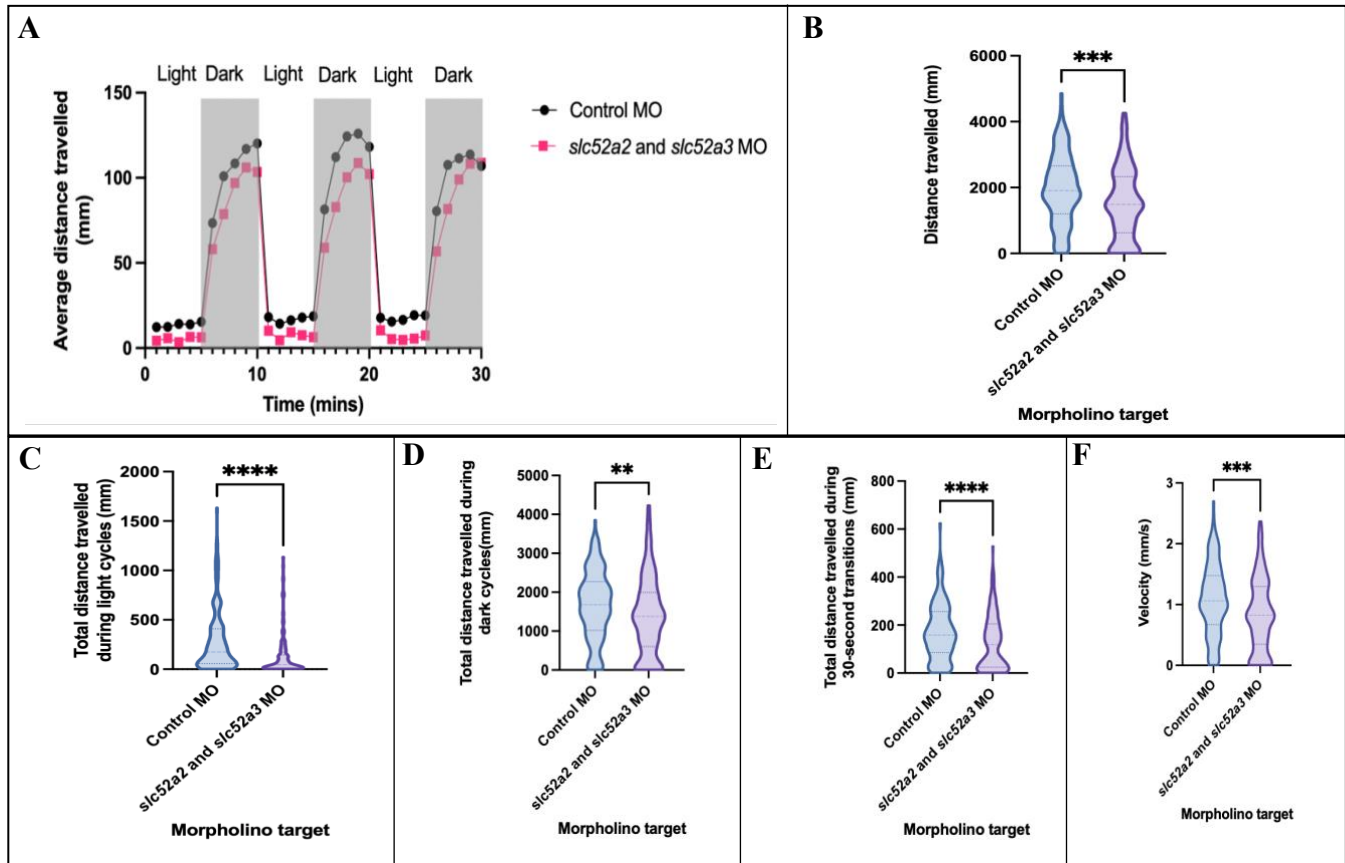 A
Light Dark Light Dark Light Dark
150
100
50
0
0 10 20 30
Average distance travelled
(mm)
Time (mins)
Control MO
slc52a2 and slc52a3 MO
B
6000
4000
2000
0
Distance travelled (mm)
***
Control MO
slc52a2 and slc52a3 MO
Morpholino target
C
2000
1500
1000
500
0
Total distance travelled
during light cycles (mm)
****
Control MO
slc52a2 and slc52a3 MO
Morpholino target
D
5000
4000
3000
2000
1000
0
Total distance travelled during
dark cycles(mm)
**
Control MO
slc52a2 and slc52a3 MO
Morpholino target
E
800
600
400
200
0
Total distance travelled during
30-second transitions (mm)
****
Control MO
slc52a2 and slc52a3 MO
Morpholino target
F
3
2
1
0
Velocity (mm/s)
***
Control MO
slc52a2 and slc52a3 MO
Morpholino target